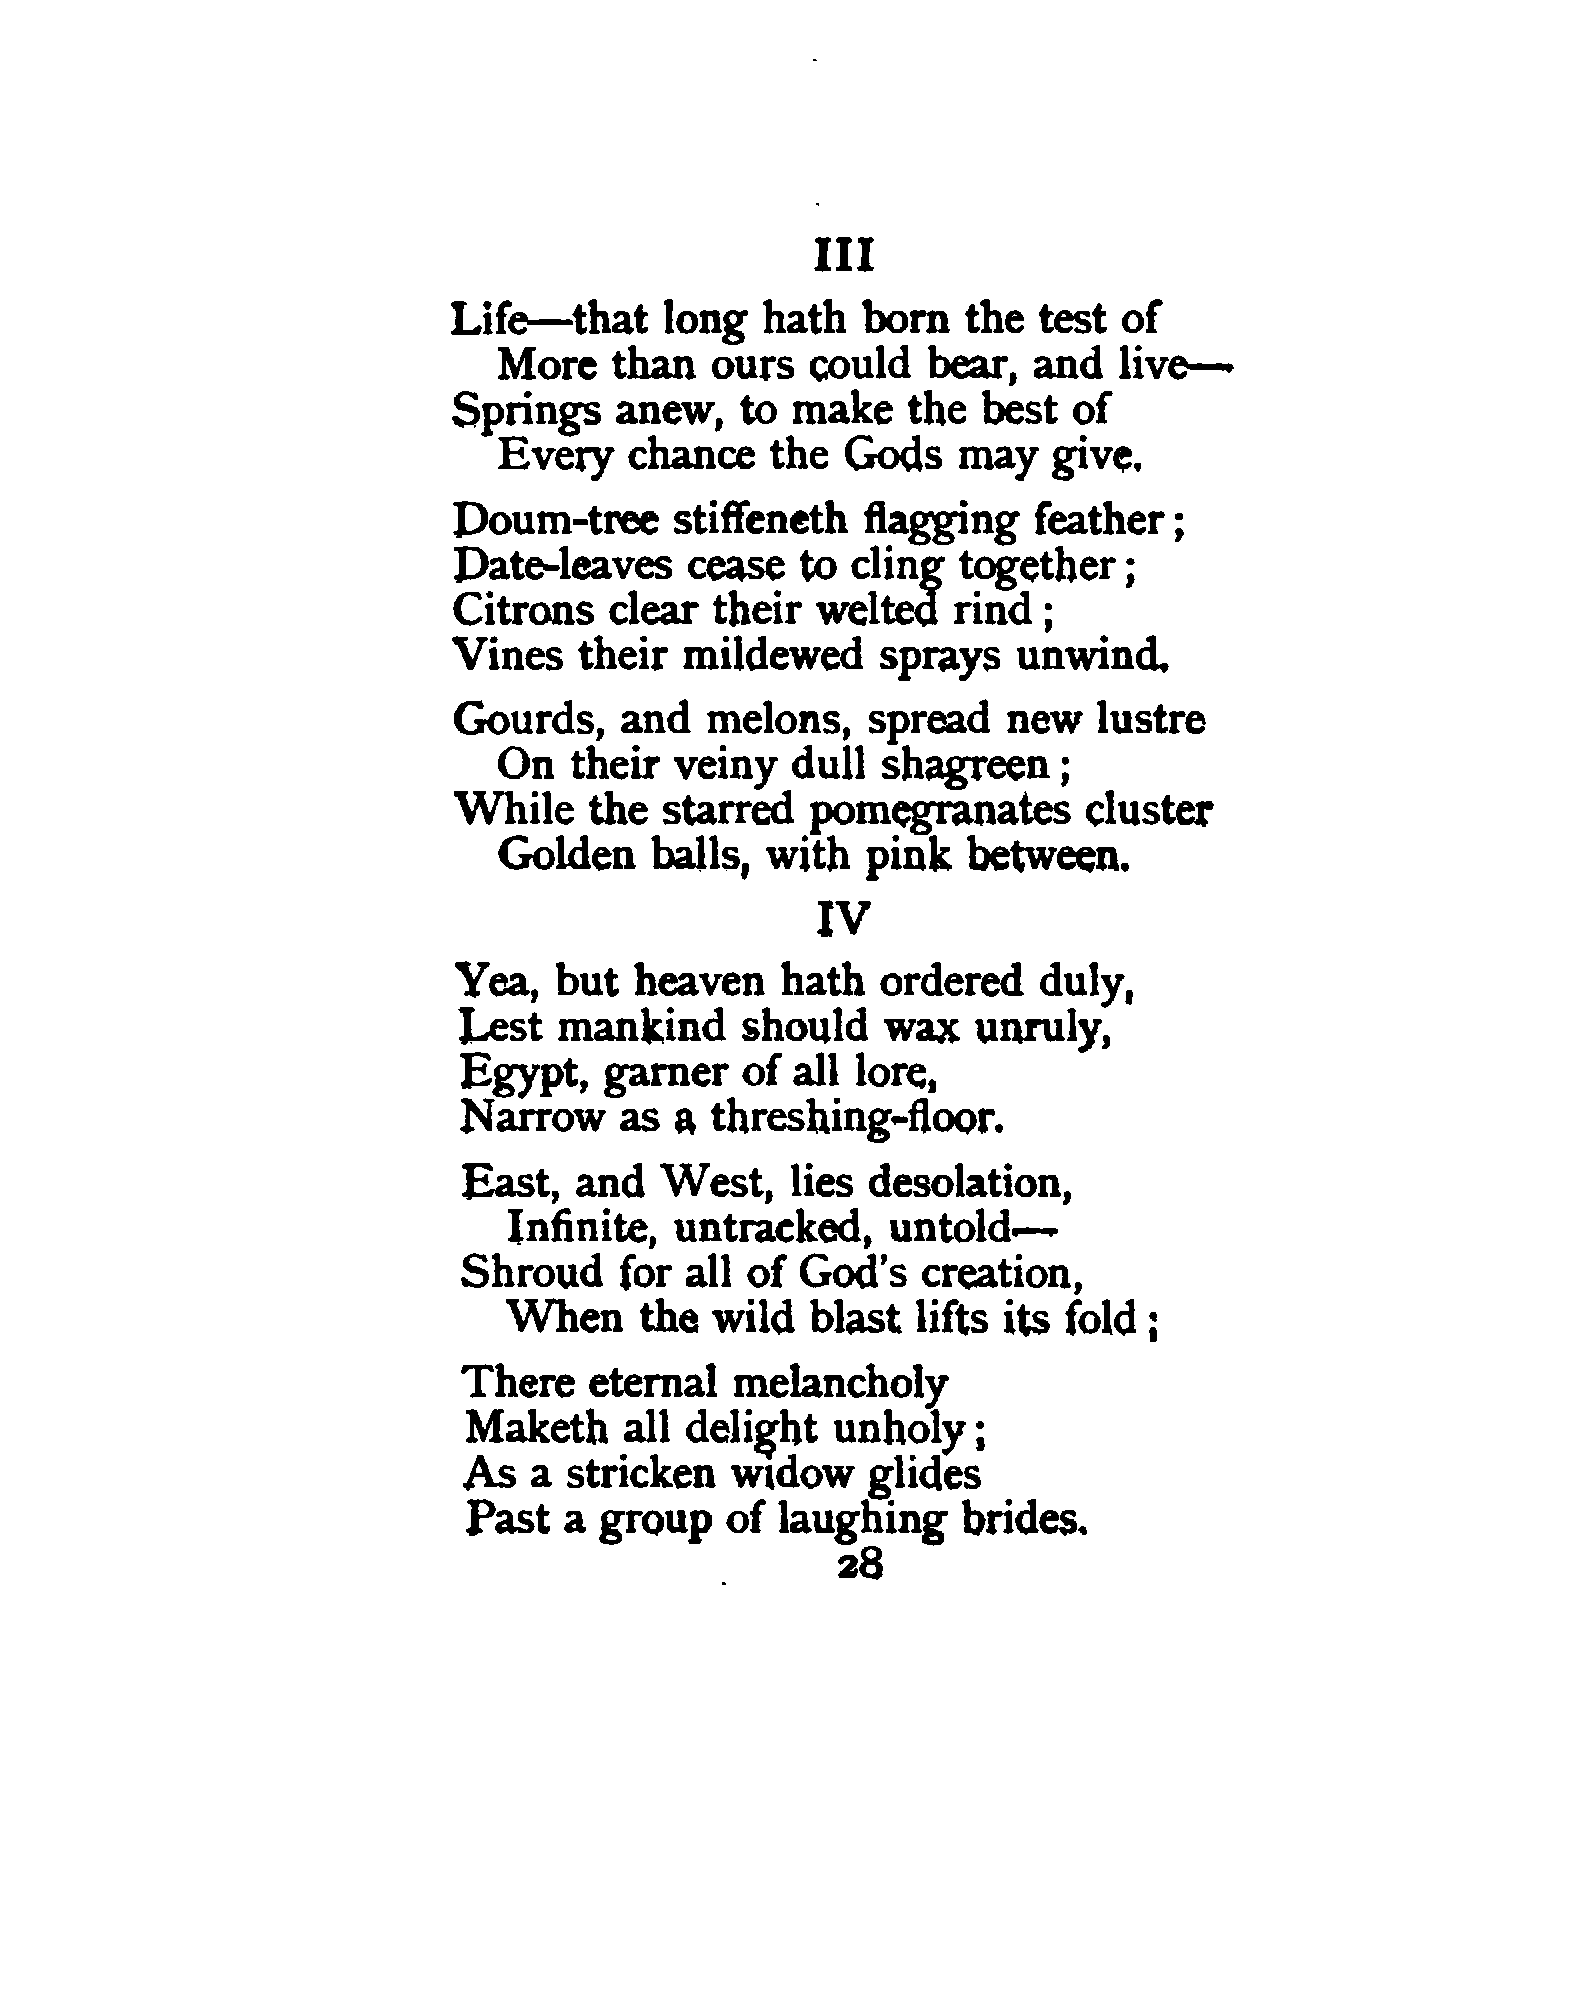 III
Life—that long hath born the test of
More than ours could bear, and live—
Springs anew, to make the best of
Every chance the Gods may give.
Doum-tree stiffeneth flagging feather;
Date-leaves cease to cling together;
Citrons clear their welted rind;
Vines their mildewed sprays unwind.
Gourds, and melons, spread new lustre
On their veiny dull shagreen;
While the starred pomegranates cluster
Golden balls, with pink between.
IV
Yea, but heaven hath ordered duly,
Lest mankind should wax unruly,
Egypt, garner of all lore,
Narrow as a threshing-floor.
East, and West, lies desolation,
Infinite, untracked, untold—
Shroud for all of God's creation,
When the wild blast lifts its fold;
There eternal melancholy
Maketh all delight unholy;
As a stricken widow glides
Past a group of laughing brides.
28